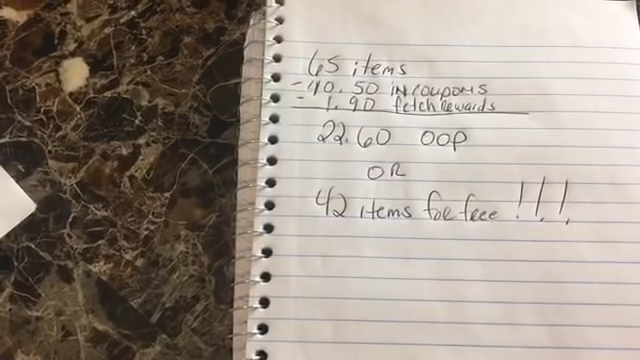 65 items
- 40.50 in coupons
- 1.90 fetch rewards
22.60 OOP
OR
42 items for free !!!